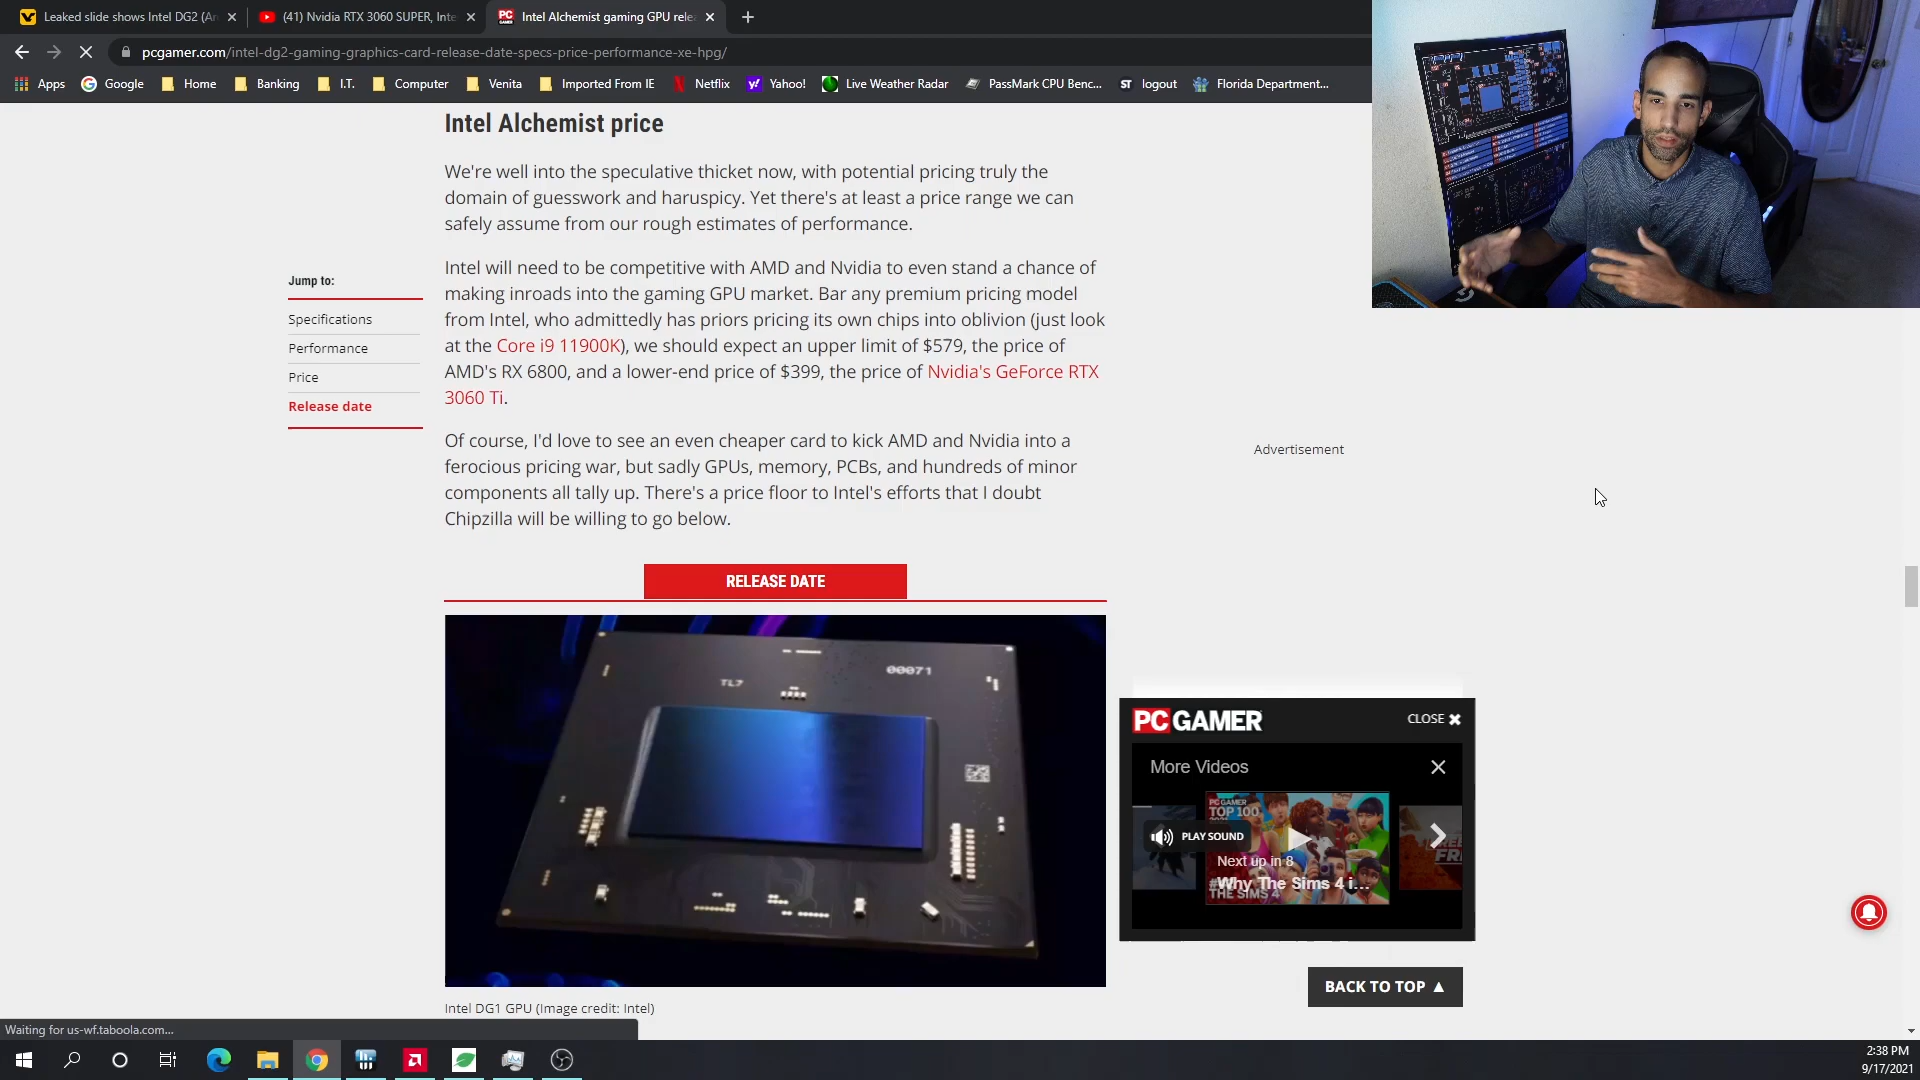 Leaked slide shows Intel DG2 (Ar
(41) Nvidia RTX 3060 SUPER, Inte
Intel Alchemist gaming GPU rele
pcgamer.com/intel-dg2-gaming-graphics-card-release-date-specs-price-performance-xe-hpg/
Apps
Google
Home
Banking
I.T.
Computer
Venita
Imported From IE
Netflix
Yahoo!
Live Weather Radar
PassMark CPU Benc...
logout
Florida Department...
Intel Alchemist price
We're well into the speculative thicket now, with potential pricing truly the
domain of guesswork and haruspicy. Yet there's at least a price range we can
safely assume from our rough estimates of performance.
Jump to:
Specifications
Performance
Price
Release date
Intel will need to be competitive with AMD and Nvidia to even stand a chance of
making inroads into the gaming GPU market. Bar any premium pricing model
from Intel, who admittedly has priors pricing its own chips into oblivion (just look
at the Core i9 11900K), we should expect an upper limit of $579, the price of
AMD's RX 6800, and a lower-end price of $399, the price of Nvidia's GeForce RTX
3060 Ti.
Of course, I'd love to see an even cheaper card to kick AMD and Nvidia into a
ferocious pricing war, but sadly GPUs, memory, PCBs, and hundreds of minor
components all tally up. There's a price floor to Intel's efforts that I doubt
Chipzilla will be willing to go below.
Advertisement
RELEASE DATE
TL7
00071
Intel DG1 GPU (Image credit: Intel)
PC GAMER
CLOSE
More Videos
PC GAMER
TOP 100
PLAY SOUND
Next up in 8
Why The Sims 4 i...
THE SIMS 4
BACK TO TOP
Waiting for us-wf.taboola.com...
2:38 PM
9/17/2021